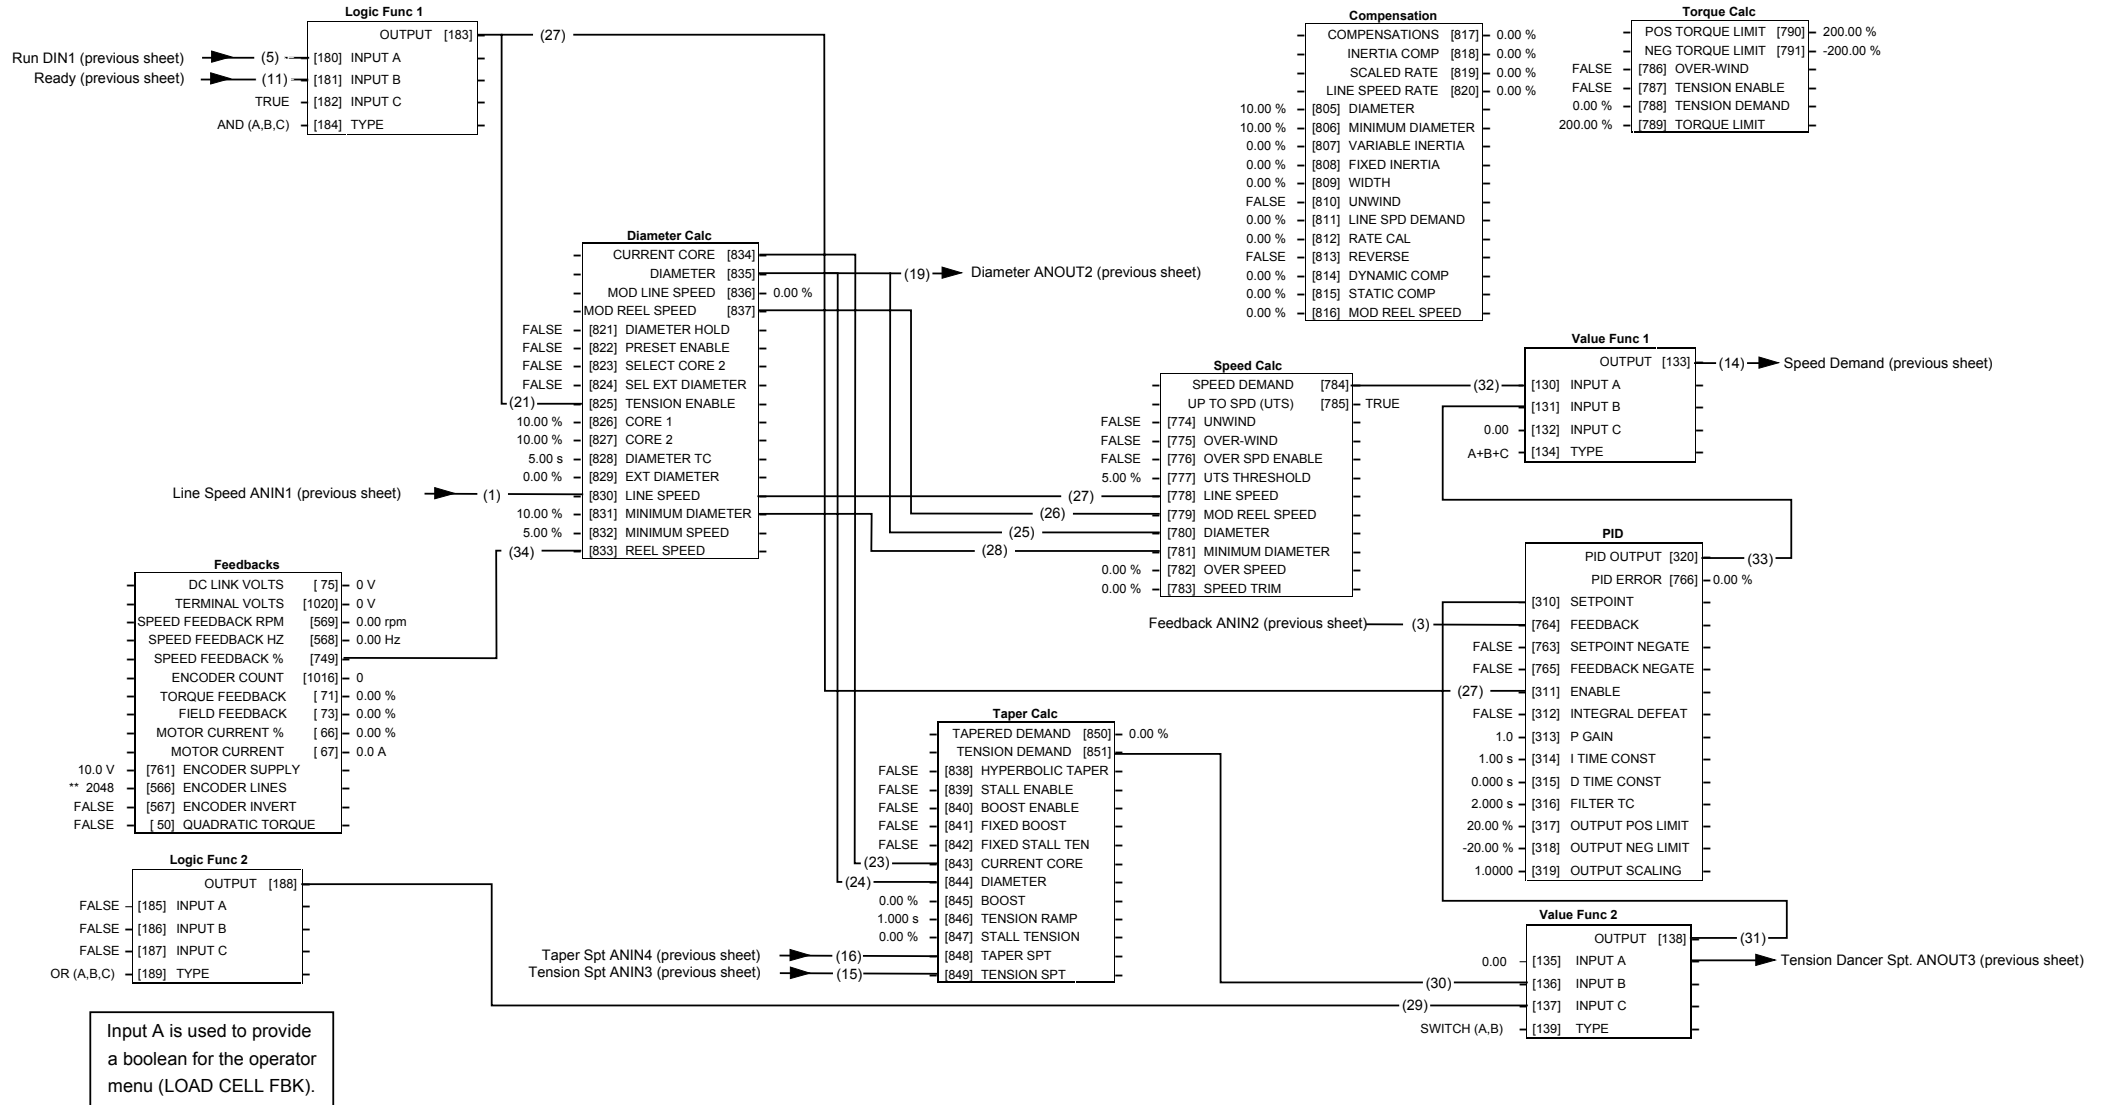 Logic Func 1
OUTPUT [183]
(27)
Run DIN1 (previous sheet) (5) [180] INPUT A
Ready (previous sheet) (11) [181] INPUT B
TRUE [182] INPUT C
AND (A,B,C) [184] TYPE
Compensation
COMPENSATIONS [817] 0.00 %
INERTIA COMP [818] 0.00 %
SCALED RATE [819] 0.00 %
LINE SPEED RATE [820] 0.00 %
10.00 % [805] DIAMETER
10.00 % [806] MINIMUM DIAMETER
0.00 % [807] VARIABLE INERTIA
0.00 % [808] FIXED INERTIA
0.00 % [809] WIDTH
FALSE [810] UNWIND
0.00 % [811] LINE SPD DEMAND
0.00 % [812] RATE CAL
FALSE [813] REVERSE
0.00 % [814] DYNAMIC COMP
0.00 % [815] STATIC COMP
0.00 % [816] MOD REEL SPEED
Torque Calc
POS TORQUE LIMIT [790] 200.00 %
NEG TORQUE LIMIT [791] -200.00 %
FALSE [786] OVER-WIND
FALSE [787] TENSION ENABLE
0.00 % [788] TENSION DEMAND
200.00 % [789] TORQUE LIMIT
Diameter Calc
CURRENT CORE [834]
DIAMETER [835] (19) Diameter ANOUT2 (previous sheet)
MOD LINE SPEED [836] 0.00 %
MOD REEL SPEED [837]
FALSE [821] DIAMETER HOLD
FALSE [822] PRESET ENABLE
FALSE [823] SELECT CORE 2
FALSE [824] SEL EXT DIAMETER
(21) [825] TENSION ENABLE
10.00 % [826] CORE 1
10.00 % [827] CORE 2
5.00 s [828] DIAMETER TC
0.00 % [829] EXT DIAMETER
Line Speed ANIN1 (previous sheet) (1) [830] LINE SPEED
10.00 % [831] MINIMUM DIAMETER
5.00 % [832] MINIMUM SPEED
(34) [833] REEL SPEED
Speed Calc
SPEED DEMAND [784]
UP TO SPD (UTS) [785] TRUE
FALSE [774] UNWIND
FALSE [775] OVER-WIND
FALSE [776] OVER SPD ENABLE
5.00 % [777] UTS THRESHOLD
(27) [778] LINE SPEED
(26) [779] MOD REEL SPEED
(25) [780] DIAMETER
(28) [781] MINIMUM DIAMETER
0.00 % [782] OVER SPEED
0.00 % [783] SPEED TRIM
Value Func 1
OUTPUT [133] (14) Speed Demand (previous sheet)
(32) [130] INPUT A
[131] INPUT B
0.00 [132] INPUT C
A+B+C [134] TYPE
Feedbacks
DC LINK VOLTS [ 75] 0 V
TERMINAL VOLTS [1020] 0 V
SPEED FEEDBACK RPM [569] 0.00 rpm
SPEED FEEDBACK HZ [568] 0.00 Hz
SPEED FEEDBACK % [749]
ENCODER COUNT [1016] 0
TORQUE FEEDBACK [ 71] 0.00 %
FIELD FEEDBACK [ 73] 0.00 %
MOTOR CURRENT % [ 66] 0.00 %
MOTOR CURRENT [ 67] 0.0 A
10.0 V [761] ENCODER SUPPLY
** 2048 [566] ENCODER LINES
FALSE [567] ENCODER INVERT
FALSE [ 50] QUADRATIC TORQUE
PID
PID OUTPUT [320] (33)
PID ERROR [766] 0.00 %
[310] SETPOINT
Feedback ANIN2 (previous sheet) (3) [764] FEEDBACK
FALSE [763] SETPOINT NEGATE
FALSE [765] FEEDBACK NEGATE
(27) [311] ENABLE
FALSE [312] INTEGRAL DEFEAT
1.0 [313] P GAIN
1.00 s [314] I TIME CONST
0.000 s [315] D TIME CONST
2.000 s [316] FILTER TC
20.00 % [317] OUTPUT POS LIMIT
-20.00 % [318] OUTPUT NEG LIMIT
1.0000 [319] OUTPUT SCALING
Taper Calc
TAPERED DEMAND [850] 0.00 %
TENSION DEMAND [851]
FALSE [838] HYPERBOLIC TAPER
FALSE [839] STALL ENABLE
FALSE [840] BOOST ENABLE
FALSE [841] FIXED BOOST
FALSE [842] FIXED STALL TEN
(23) [843] CURRENT CORE
(24) [844] DIAMETER
0.00 % [845] BOOST
1.000 s [846] TENSION RAMP
0.00 % [847] STALL TENSION
Taper Spt ANIN4 (previous sheet) (16) [848] TAPER SPT
Tension Spt ANIN3 (previous sheet) (15) [849] TENSION SPT
Logic Func 2
OUTPUT [188]
FALSE [185] INPUT A
FALSE [186] INPUT B
FALSE [187] INPUT C
OR (A,B,C) [189] TYPE
Value Func 2
OUTPUT [138] (31)
0.00 [135] INPUT A Tension Dancer Spt. ANOUT3 (previous sheet)
(30) [136] INPUT B
(29) [137] INPUT C
SWITCH (A,B) [139] TYPE
Input A is used to provide
a boolean for the operator
menu (LOAD CELL FBK).